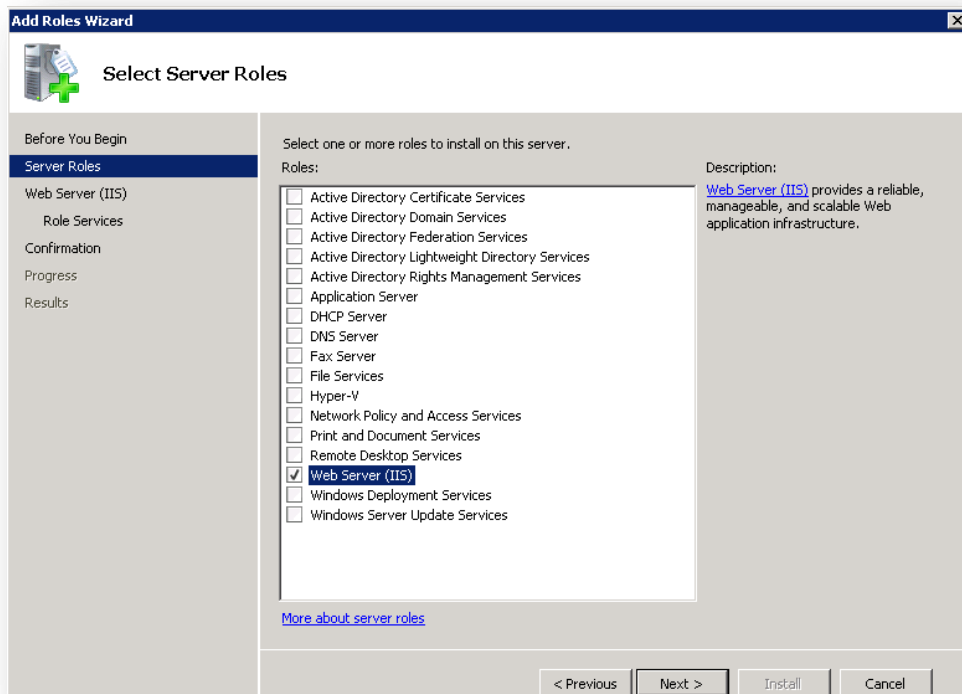 Add Roles Wizard
Select Server Roles
Before You Begin
Server Roles
Web Server (IIS)
Role Services
Confirmation
Progress
Results
Select one or more roles to install on this server.
Roles:
Active Directory Certificate Services
Active Directory Domain Services
Active Directory Federation Services
Active Directory Lightweight Directory Services
Active Directory Rights Management Services
Application Server
DHCP Server
DNS Server
Fax Server
File Services
Hyper-V
Network Policy and Access Services
Print and Document Services
Remote Desktop Services
Web Server (IIS)
Windows Deployment Services
Windows Server Update Services
More about server roles
Description:
Web Server (IIS) provides a reliable,
manageable, and scalable Web
application infrastructure.
< Previous
Next >
Install
Cancel